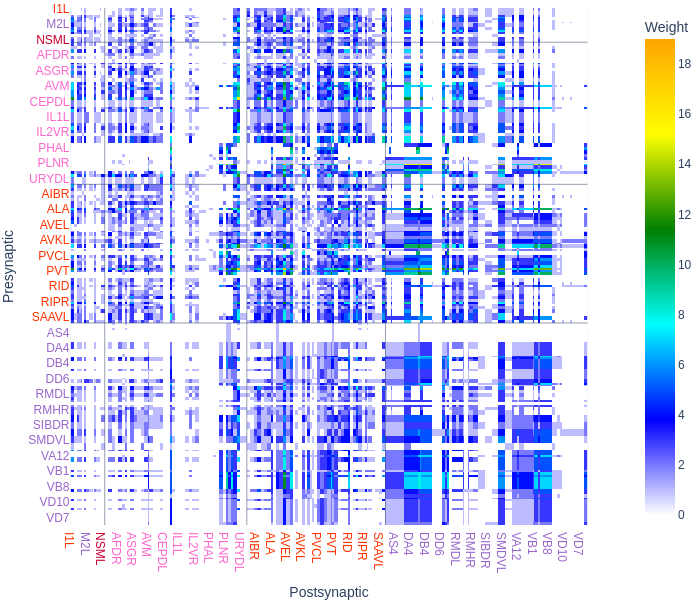 Weight
I1L
M2L
NSML
AFDR
ASGR
AVM
CEPDL
IL1L
IL2VR
PHAL
PLNR
URYDL
AIBR
ALA
AVEL
AVKL
PVCL
PVT
RID
RIPR
SAAVL
AS4
DA4
DB4
DD6
RMDL
RMHR
SIBDR
SMDVL
VA12
VB1
VB8
VD10
VD7
Presynaptic
18
16
14
12
10
8
6
4
2
0
I1L M2L NSML AFDR ASGR AVM CEPDL IL1L IL2VR PHAL PLNR URYDL AIBR ALA AVEL AVKL PVCL PVT RID RIPR SAAVL AS4 DA4 DB4 DD6 RMDL RMHR SIBDR SMDVL VA12 VB1 VB8 VD10 VD7
Postsynaptic